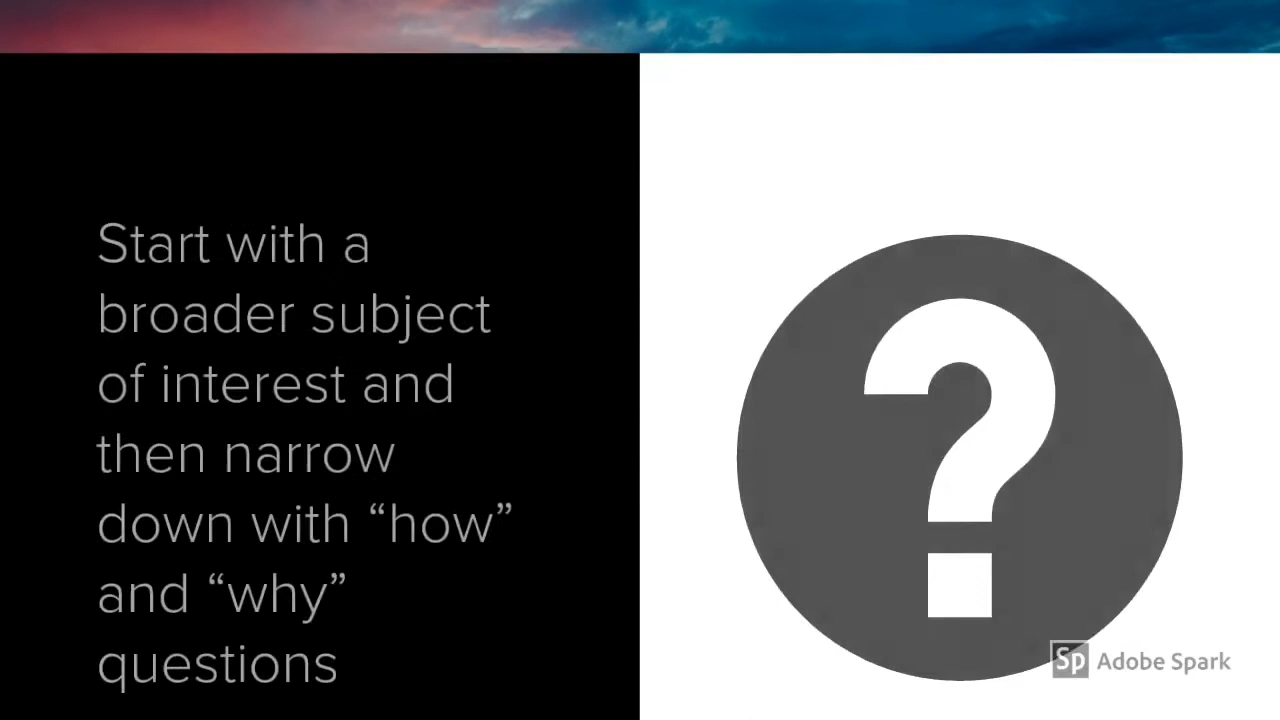 Start with a
broader subject
of interest and
then narrow
down with “how”
and “why”
questions
?
Sp Adobe Spark